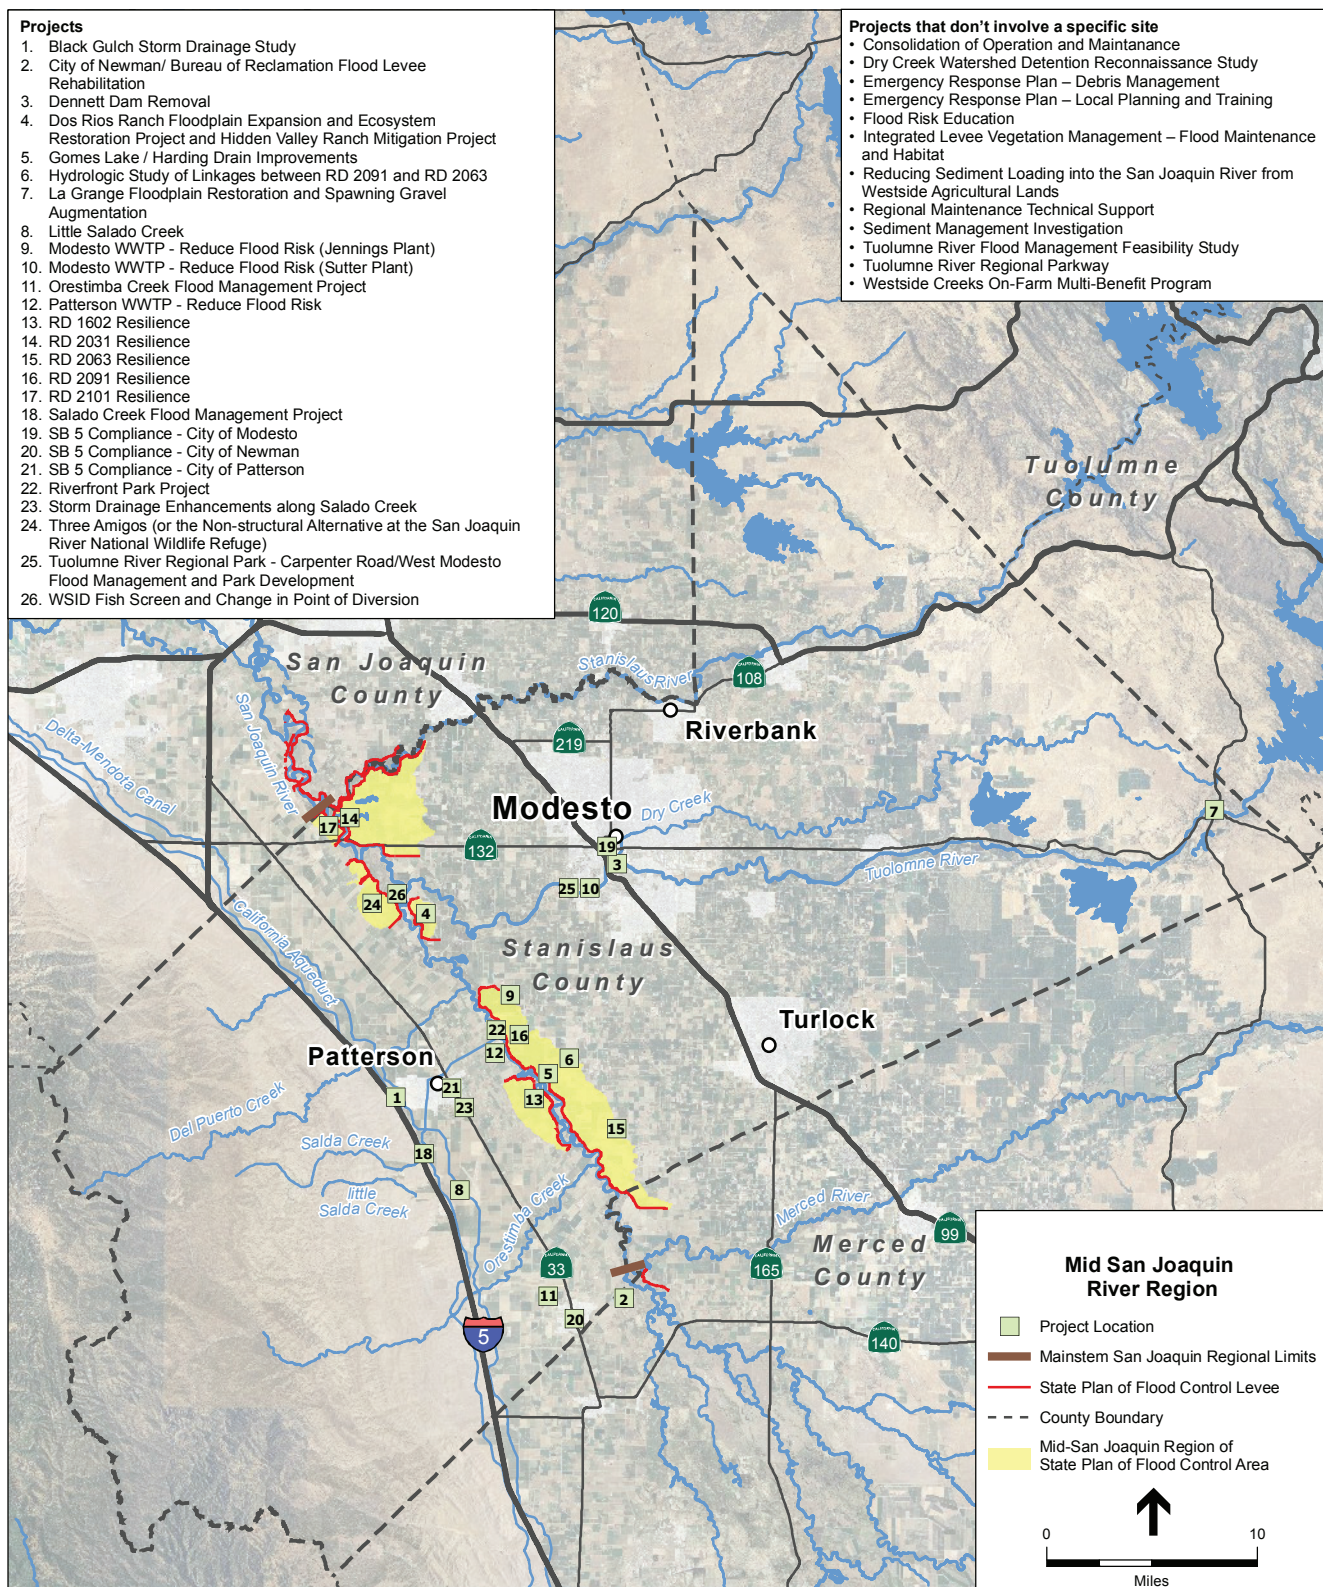 Projects
1. Black Gulch Storm Drainage Study
2. City of Newman/ Bureau of Reclamation Flood Levee
Rehabilitation
3. Dennett Dam Removal
4. Dos Rios Ranch Floodplain Expansion and Ecosystem
Restoration Project and Hidden Valley Ranch Mitigation Project
5. Gomes Lake / Harding Drain Improvements
6. Hydrologic Study of Linkages between RD 2091 and RD 2063
7. La Grange Floodplain Restoration and Spawning Gravel
Augmentation
8. Little Salado Creek
9. Modesto WWTP - Reduce Flood Risk (Jennings Plant)
10. Modesto WWTP - Reduce Flood Risk (Sutter Plant)
11. Orestimba Creek Flood Management Project
12. Patterson WWTP - Reduce Flood Risk
13. RD 1602 Resilience
14. RD 2031 Resilience
15. RD 2063 Resilience
16. RD 2091 Resilience
17. RD 2101 Resilience
18. Salado Creek Flood Management Project
19. SB 5 Compliance - City of Modesto
20. SB 5 Compliance - City of Newman
21. SB 5 Compliance - City of Patterson
22. Riverfront Park Project
23. Storm Drainage Enhancements along Salado Creek
24. Three Amigos (or the Non-structural Alternative at the San Joaquin
River National Wildlife Refuge)
25. Tuolumne River Regional Park - Carpenter Road/West Modesto
Flood Management and Park Development
26. WSID Fish Screen and Change in Point of Diversion
Projects that don't involve a specific site
• Consolidation of Operation and Maintanance
• Dry Creek Watershed Detention Reconnaissance Study
• Emergency Response Plan – Debris Management
• Emergency Response Plan – Local Planning and Training
• Flood Risk Education
• Integrated Levee Vegetation Management – Flood Maintenance
and Habitat
• Reducing Sediment Loading into the San Joaquin River from
Westside Agricultural Lands
• Regional Maintenance Technical Support
• Sediment Management Investigation
• Tuolumne River Flood Management Feasibility Study
• Tuolumne River Regional Parkway
• Westside Creeks On-Farm Multi-Benefit Program
Tuolumne
County
CALIFORNIA
120
San Joaquin
County
Stanislaus River
CALIFORNIA
108
San Joaquin River
Riverbank
CALIFORNIA
219
Delta-Mendota Canal
Modesto
Dry Creek
7
14
17
CALIFORNIA
132
19
3
Tuolomne River
25
10
26
24
4
California Aqueduct
Stanislaus
County
9
Turlock
22
16
Patterson
12
6
5
21
1
13
23
Del Puerto Creek
15
Salda Creek
18
8
little
Salda Creek
Orestimba Creek
Merced River
Merced
County
CALIFORNIA
99
CALIFORNIA
33
CALIFORNIA
165
11
2
20
5
CALIFORNIA
140
Mid San Joaquin
River Region
Project Location
Mainstem San Joaquin Regional Limits
State Plan of Flood Control Levee
County Boundary
Mid-San Joaquin Region of
State Plan of Flood Control Area
0
10
Miles